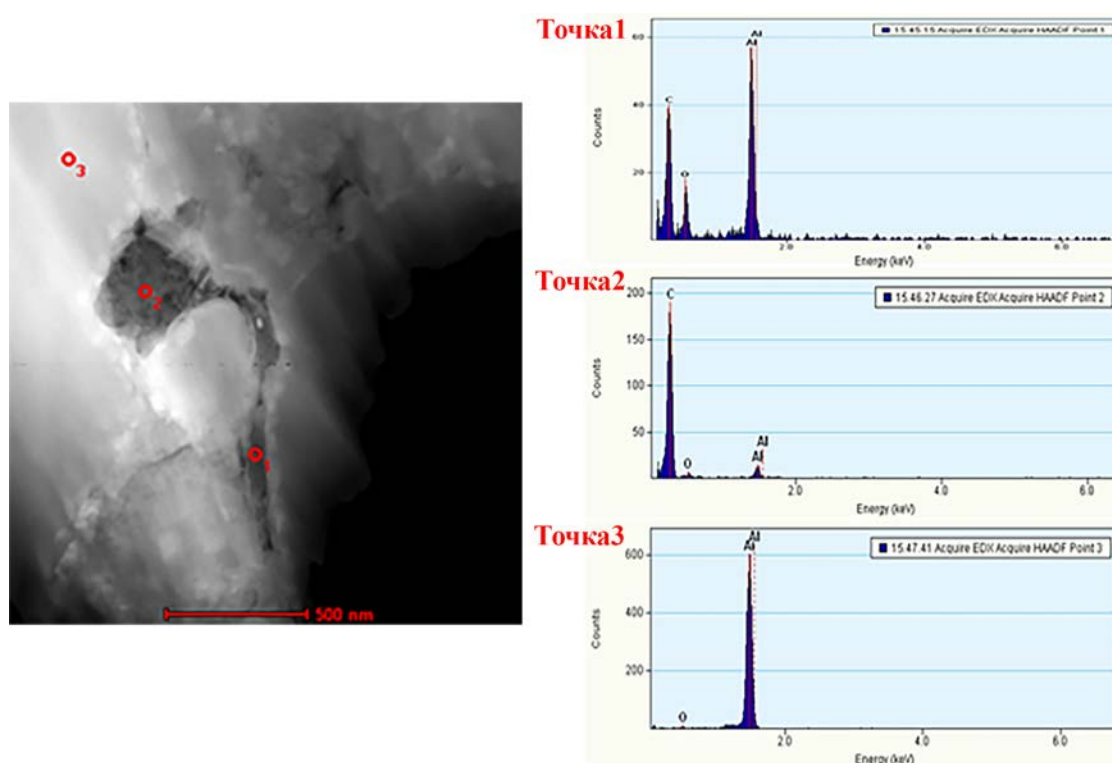 3
2
1
500 nm
Точка1
15.45.15 Acquire EDX Acquire HAADF Point 1
60
40
20
Counts
C
O
Al
Al
2.0
4.0
6.0
Energy (keV)
Точка2
15.46.27 Acquire EDX Acquire HAADF Point 2
200
150
100
50
Counts
C
O
Al
Al
2.0
4.0
6.0
Energy (keV)
Точка3
15.47.41 Acquire EDX Acquire HAADF Point 3
600
400
200
Counts
O
Al
Al
2.0
4.0
6.0
Energy (keV)